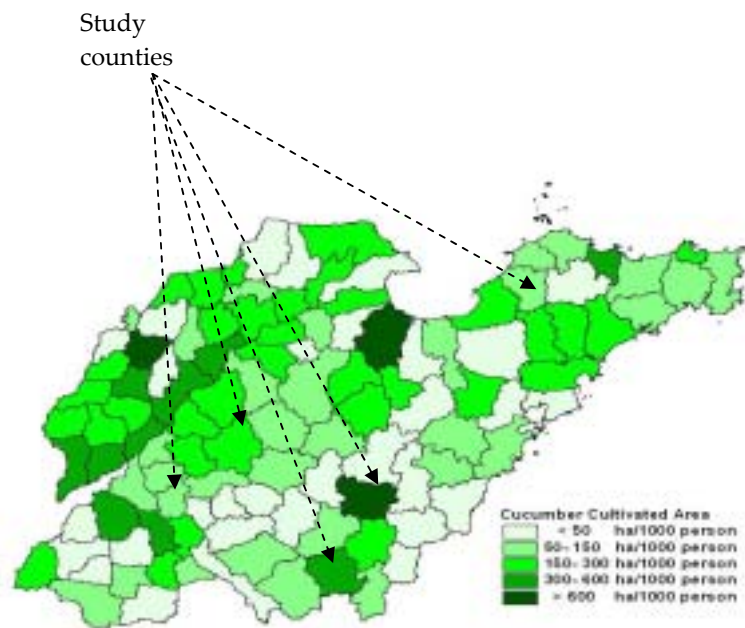 Study
counties
Cucumber Cultivated Area
< 50 ha/1000 person
50-150 ha/1000 person
150-300 ha/1000 person
300-600 ha/1000 person
> 600 ha/1000 person